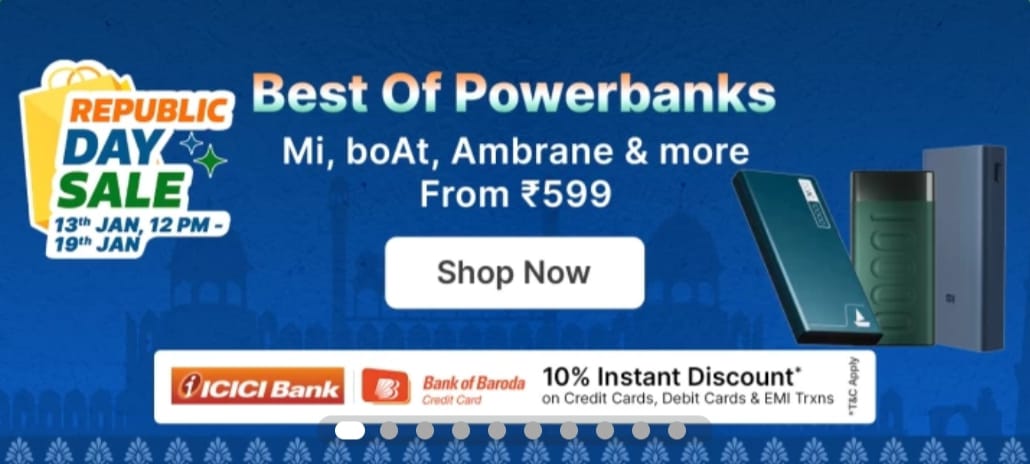 REPUBLIC
DAY
SALE
13th JAN, 12 PM -
19th JAN
Best Of Powerbanks
Mi, boAt, Ambrane & more
From ₹599
Shop Now
10000
ICICI Bank
Bank of Baroda
Credit Card
10% Instant Discount*
on Credit Cards, Debit Cards & EMI Trxns
*T&C Apply